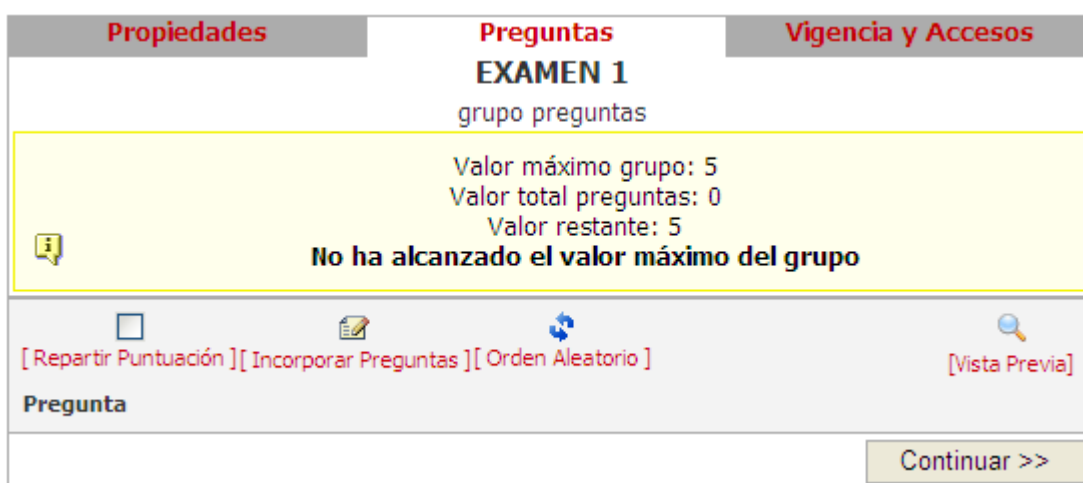 Propiedades Preguntas Vigencia y Accesos
EXAMEN 1
grupo preguntas
Valor máximo grupo: 5
Valor total preguntas: 0
Valor restante: 5
No ha alcanzado el valor máximo del grupo
[ Repartir Puntuación ][ Incorporar Preguntas ][ Orden Aleatorio ] [Vista Previa]
Pregunta
Continuar >>